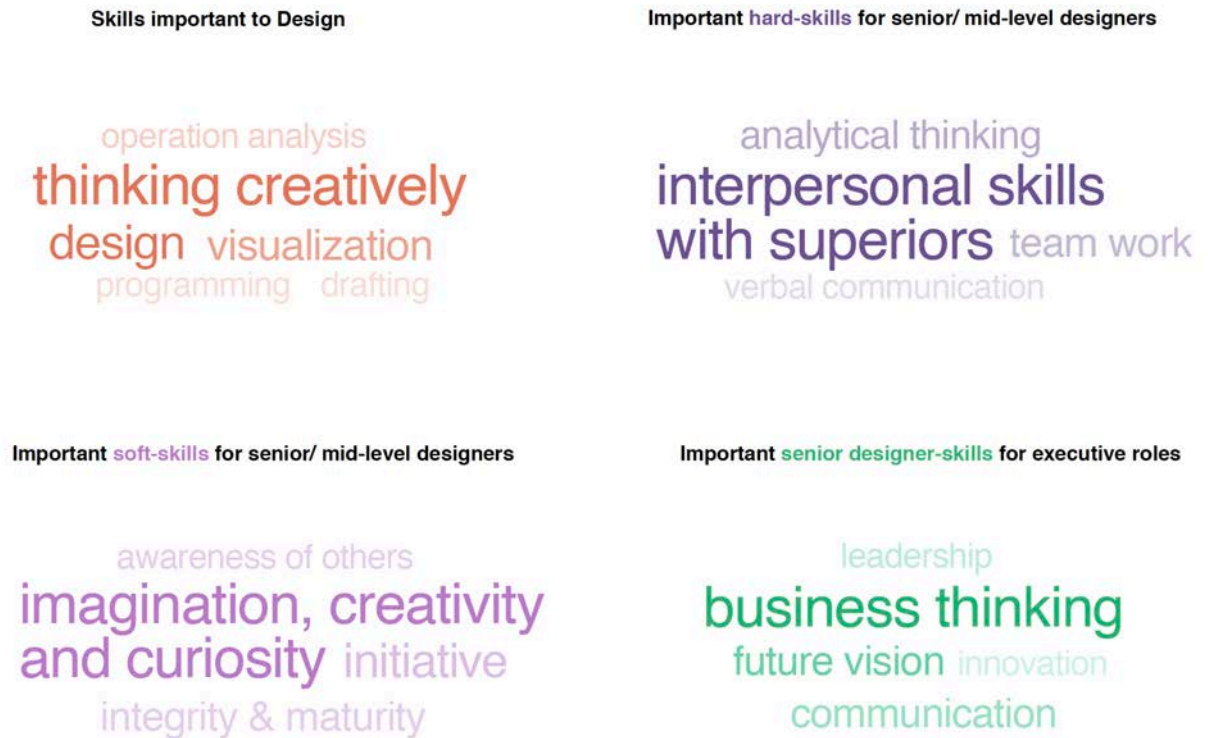 Skills important to Design
operation analysis
thinking creatively
design visualization
programming drafting
Important hard-skills for senior/ mid-level designers
analytical thinking
interpersonal skills
with superiors team work
verbal communication
Important soft-skills for senior/ mid-level designers
awareness of others
imagination, creativity
and curiosity initiative
integrity & maturity
Important senior designer-skills for executive roles
leadership
business thinking
future vision innovation
communication